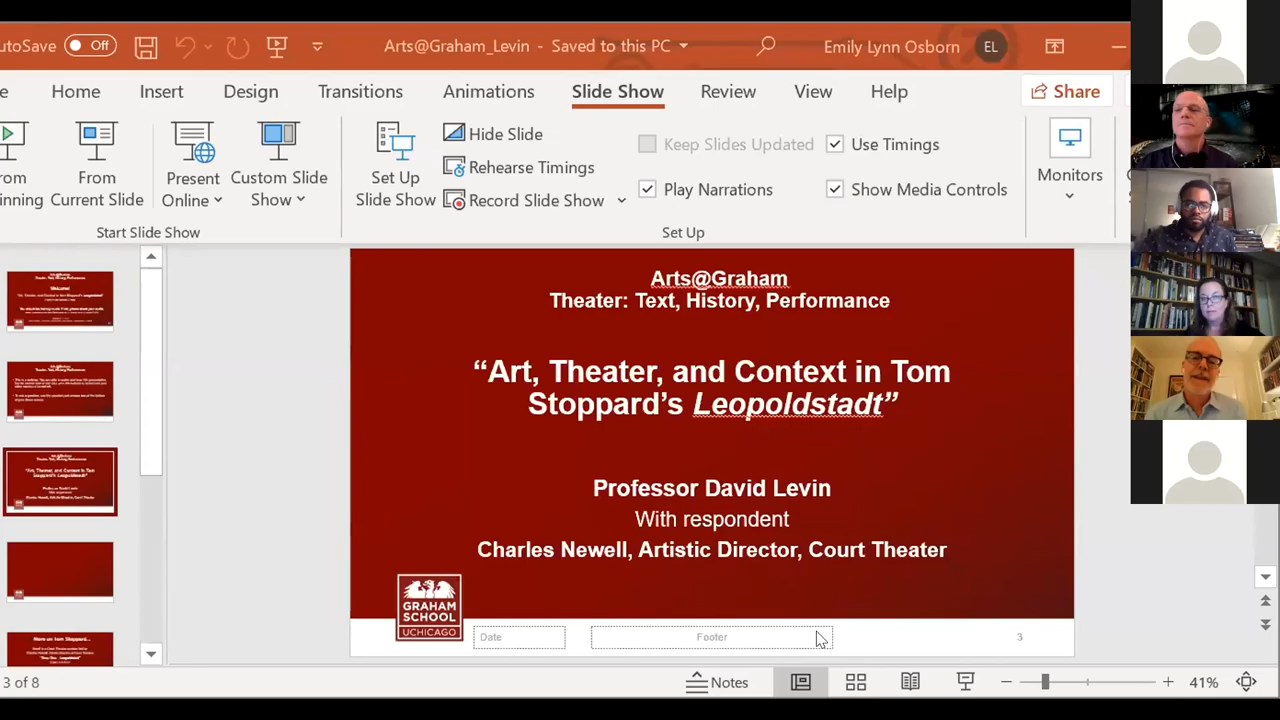 utoSave Off Arts@Graham_Levin - Saved to this PC Emily Lynn Osborn EL
e Home Insert Design Transitions Animations Slide Show Review View Help Share
rom
nning
From
Current Slide
Present
Online
Custom Slide
Show
Start Slide Show
Set Up
Slide Show
Hide Slide
Rehearse Timings
Record Slide Show
Keep Slides Updated
Use Timings
Play Narrations
Show Media Controls
Set Up
Monitors
Arts@Graham
Theater: Text, History, Performance
“Art, Theater, and Context in Tom
Stoppard’s Leopoldstadt”
Professor David Levin
With respondent
Charles Newell, Artistic Director, Court Theater
GRAHAM
SCHOOL
UCHICAGO
Date
Footer
3
3 of 8
Notes
41%